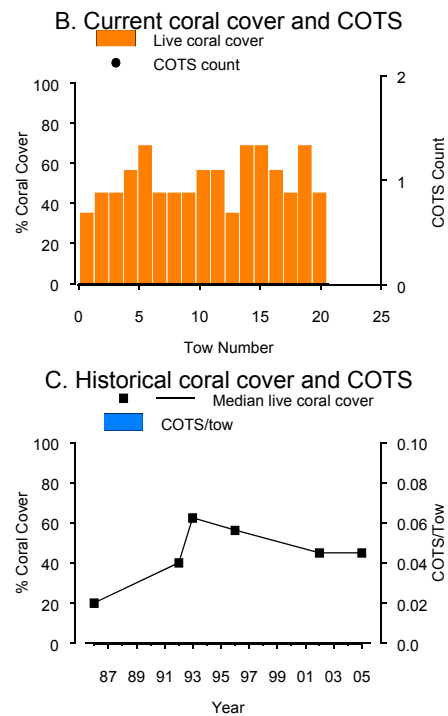 B. Current coral cover and COTS
Live coral cover
COTS count
100
80
60
40
20
0
% Coral Cover
2
1
0
COTS Count
0 5 10 15 20 25
Tow Number
C. Historical coral cover and COTS
Median live coral cover
COTS/tow
100
80
60
40
20
0
% Coral Cover
0.10
0.08
0.06
0.04
0.02
0.0
COTS/Tow
87 89 91 93 95 97 99 01 03 05
Year